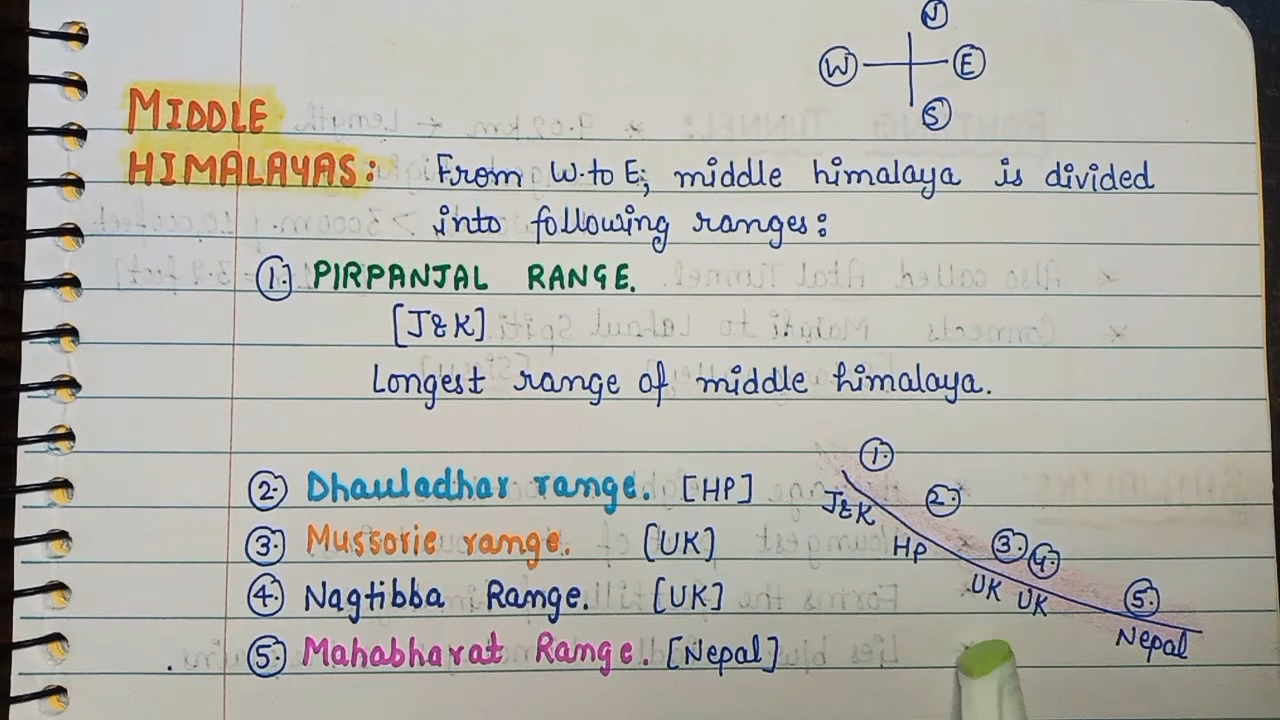 N
W E
S
MIDDLE
HIMALAYAS: From W.to E; middle himalaya is divided
into following ranges:
1. PIRPANJAL RANGE.
[J&K]
Longest range of middle himalaya.
2. Dhauladhar range. [HP]
3. Mussorie range. [UK]
4. Nagtibba Range. [UK]
5. Mahabharat Range. [Nepal]
1.
J&K
2.
HP
3. 4.
UK UK
5.
Nepal